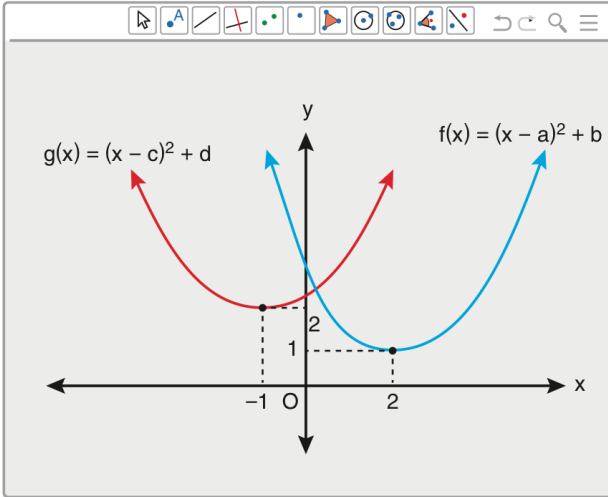 A
y
g(x) = (x – c)² + d
f(x) = (x – a)² + b
2
1
x
–1
O
2